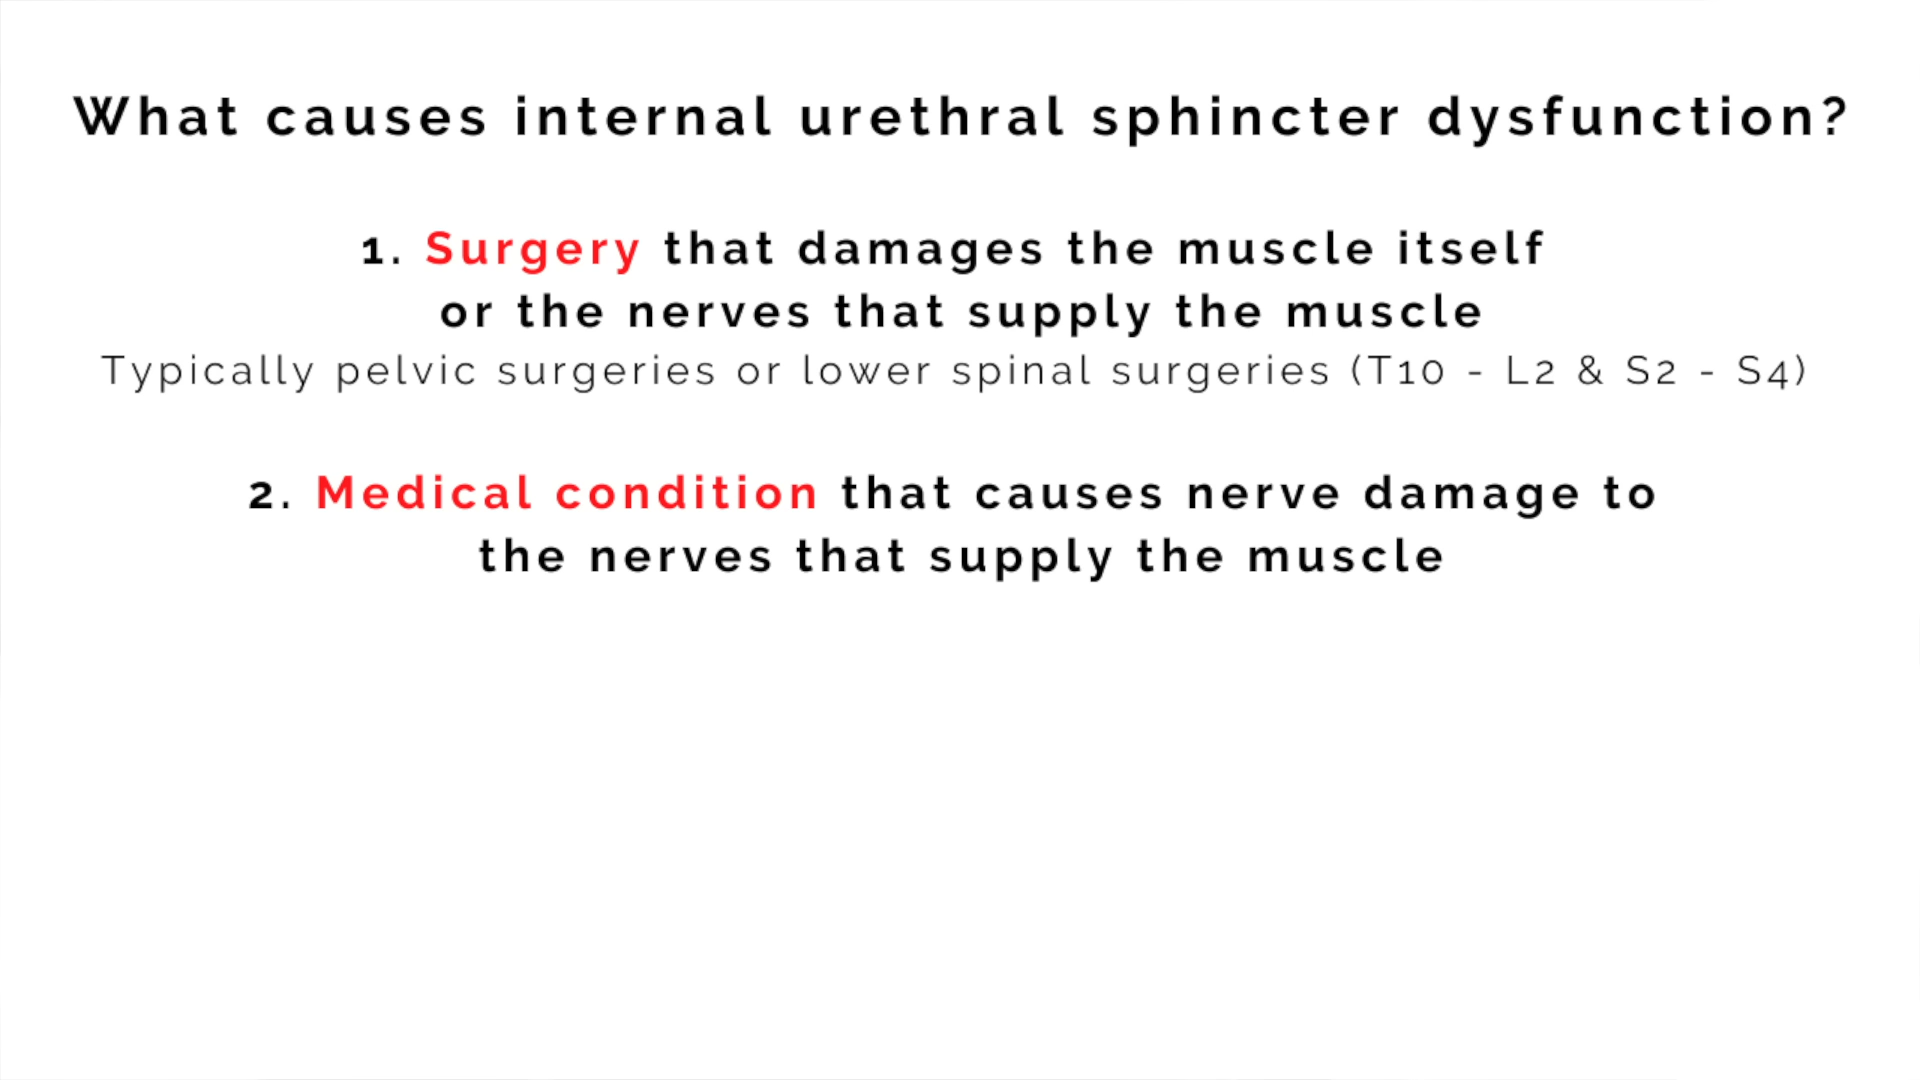 What causes internal urethral sphincter dysfunction?
1. Surgery that damages the muscle itself
or the nerves that supply the muscle
Typically pelvic surgeries or lower spinal surgeries (T10 - L2 & S2 - S4)
2. Medical condition that causes nerve damage to
the nerves that supply the muscle